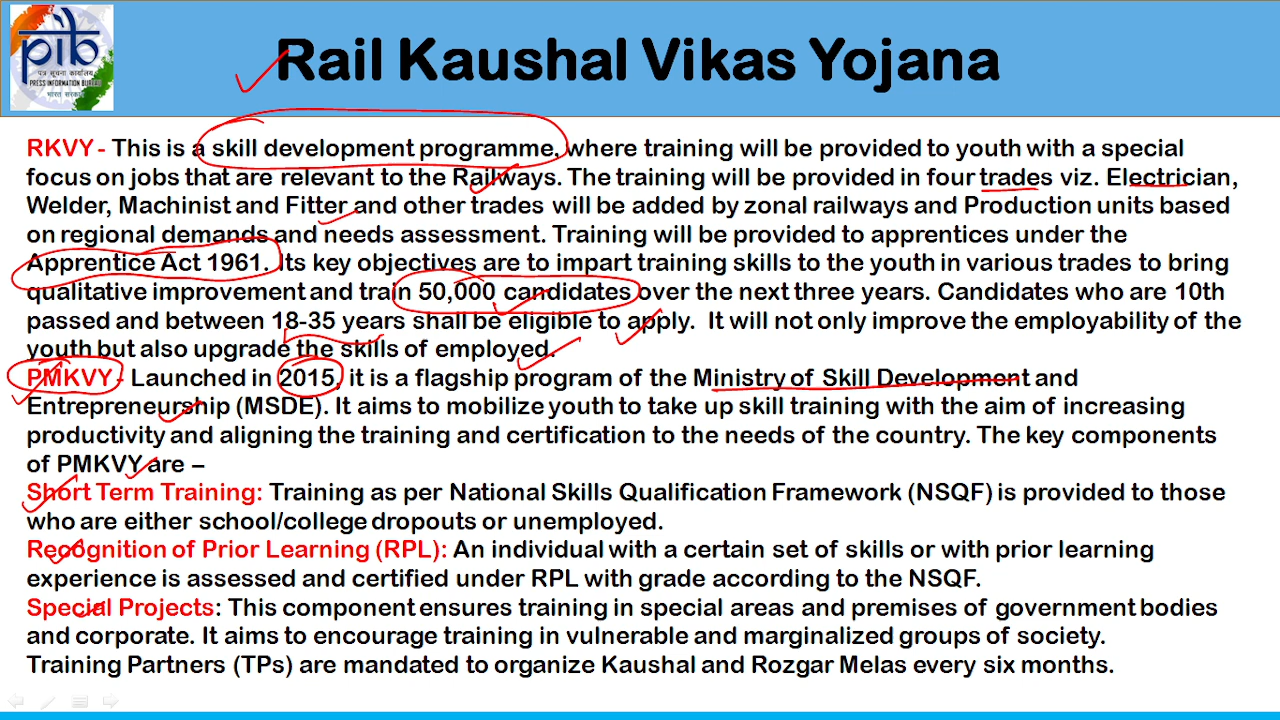 pib
पत्र सूचना कार्यालय
PRESS INFORMATION BUREAU
भारत सरकार
Rail Kaushal Vikas Yojana
RKVY - This is a skill development programme, where training will be provided to youth with a special
focus on jobs that are relevant to the Railways. The training will be provided in four trades viz. Electrician,
Welder, Machinist and Fitter and other trades will be added by zonal railways and Production units based
on regional demands and needs assessment. Training will be provided to apprentices under the
Apprentice Act 1961. Its key objectives are to impart training skills to the youth in various trades to bring
qualitative improvement and train 50,000 candidates over the next three years. Candidates who are 10th
passed and between 18-35 years shall be eligible to apply. It will not only improve the employability of the
youth but also upgrade the skills of employed.
PMKVY - Launched in 2015, it is a flagship program of the Ministry of Skill Development and
Entrepreneurship (MSDE). It aims to mobilize youth to take up skill training with the aim of increasing
productivity and aligning the training and certification to the needs of the country. The key components
of PMKVY are –
Short Term Training: Training as per National Skills Qualification Framework (NSQF) is provided to those
who are either school/college dropouts or unemployed.
Recognition of Prior Learning (RPL): An individual with a certain set of skills or with prior learning
experience is assessed and certified under RPL with grade according to the NSQF.
Special Projects: This component ensures training in special areas and premises of government bodies
and corporate. It aims to encourage training in vulnerable and marginalized groups of society.
Training Partners (TPs) are mandated to organize Kaushal and Rozgar Melas every six months.